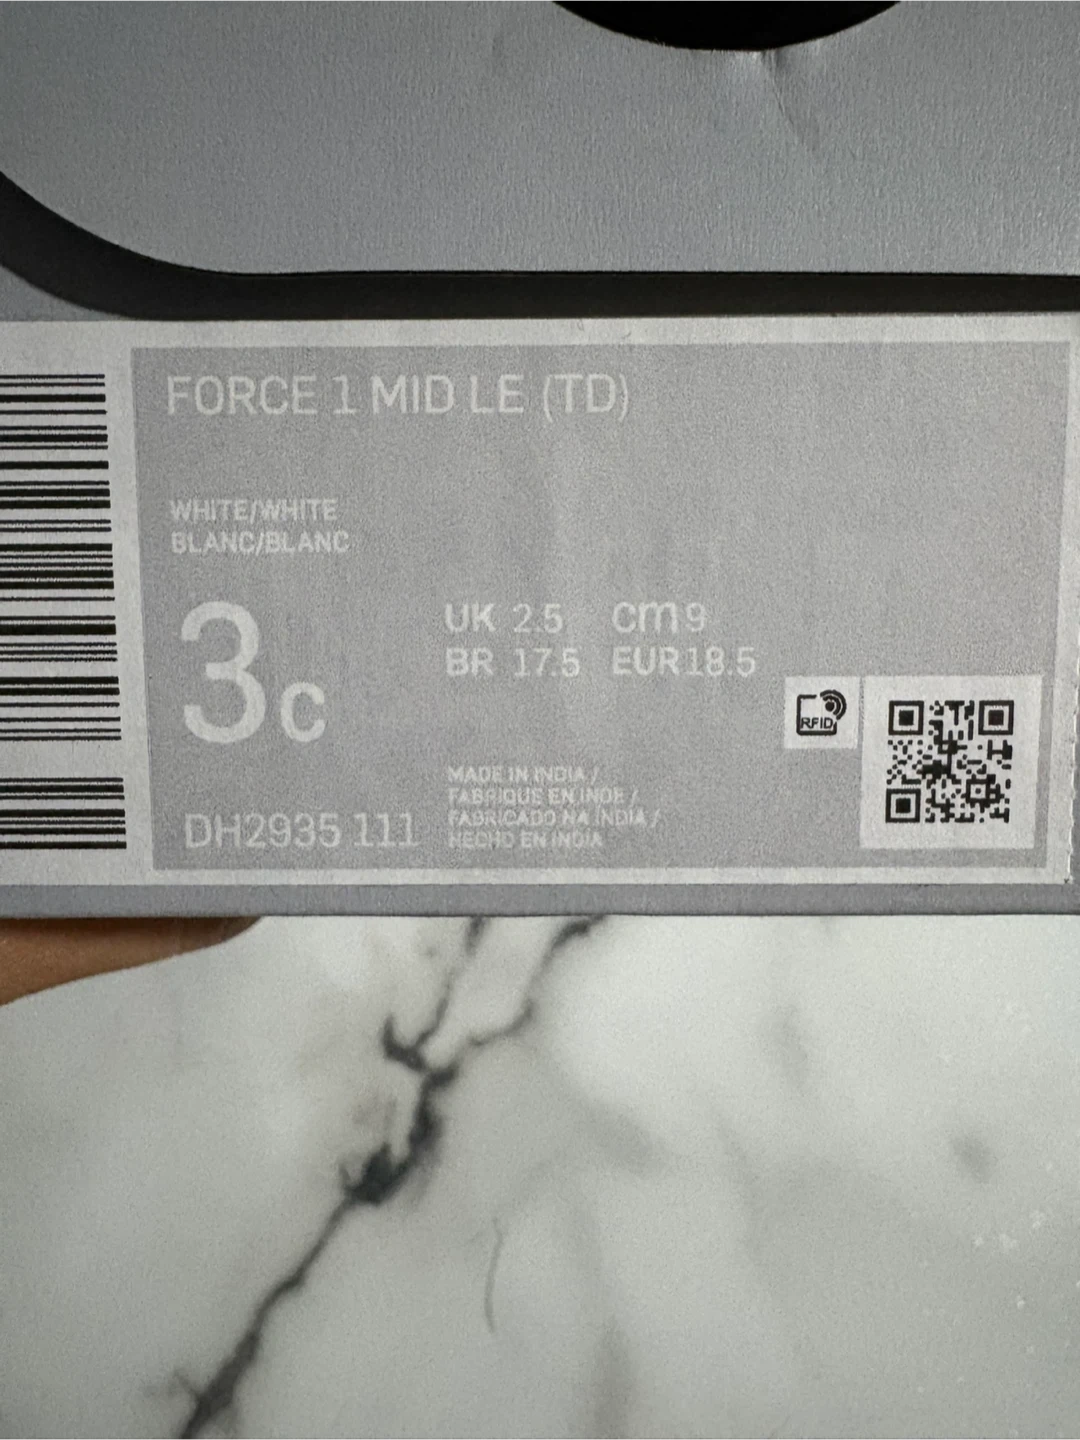 FORCE 1 MID LE (TD)
WHITE/WHITE
BLANC/BLANC
3c
UK 2.5 cm 9
BR 17.5 EUR 18.5
RFID
DH2935 111
MADE IN INDIA /
FABRIQUE EN INDE /
FABRICADO NA INDIA /
HECHO EN INDIA